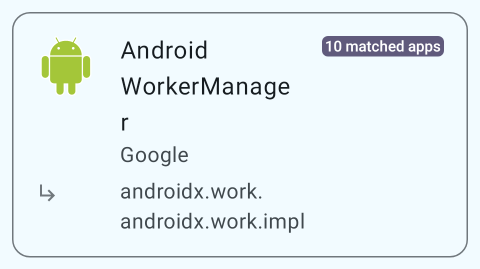 Android
WorkerManage
r
10 matched apps
Google
androidx.work.
androidx.work.impl